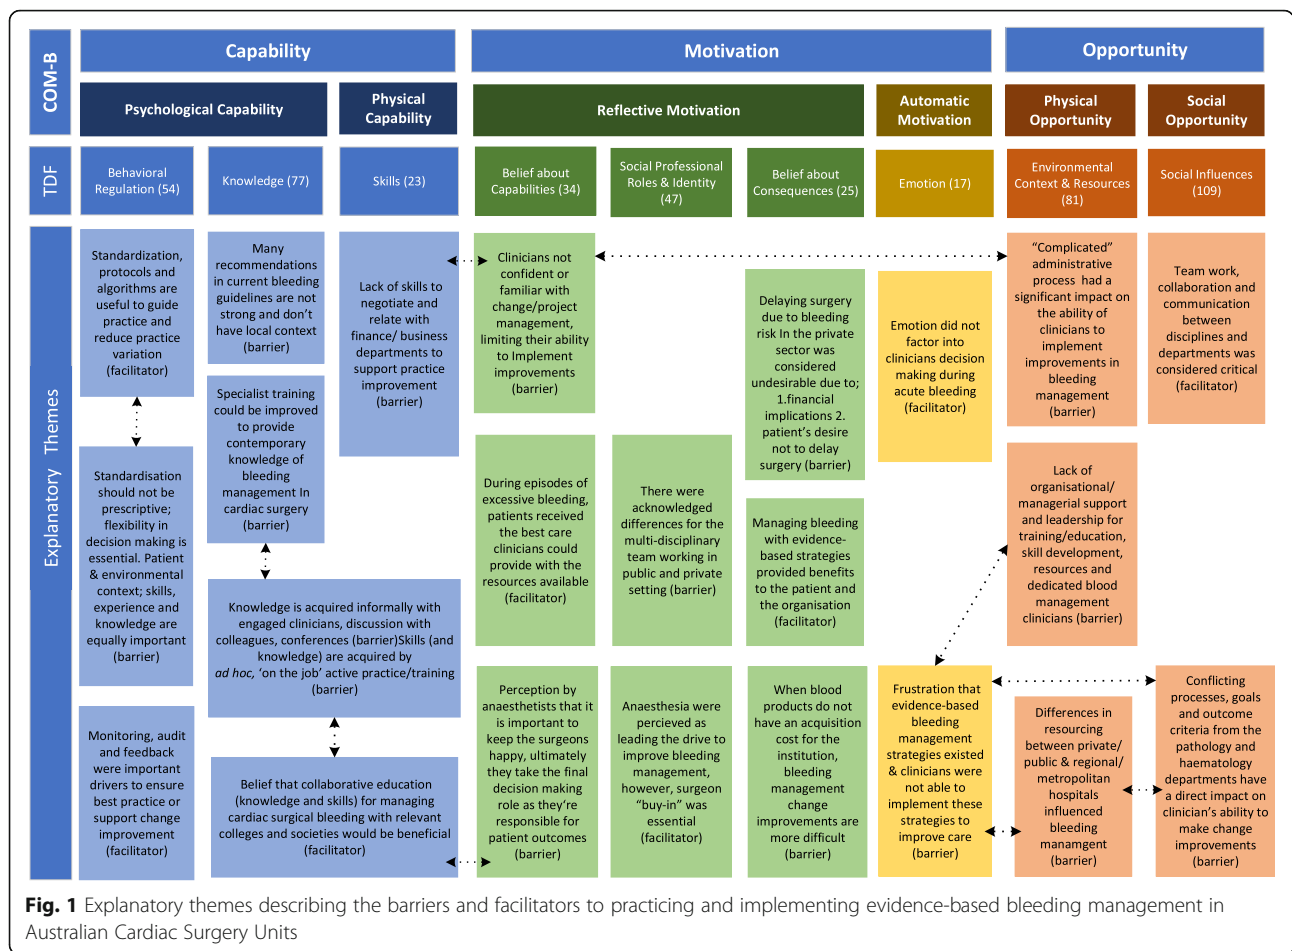 COM-B
Capability
Motivation
Opportunity
Psychological Capability
Physical
Capability
Reflective Motivation
Automatic
Motivation
Physical
Opportunity
Social
Opportunity
TDF
Behavioral
Regulation (54)
Knowledge (77)
Skills (23)
Belief about
Capabilities (34)
Social Professional
Roles & Identity
(47)
Belief about
Consequences (25)
Emotion (17)
Environmental
Context & Resources
(81)
Social Influences
(109)
Explanatory Themes
Standardization,
protocols and
algorithms are
useful to guide
practice and
reduce practice
variation
(facilitator)
Standardisation
should not be
prescriptive;
flexibility in
decision making is
essential. Patient
& environmental
context; skills,
experience and
knowledge are
equally important
(barrier)
Monitoring, audit
and feedback
were important
drivers to ensure
best practice or
support change
improvement
(facilitator)
Many
recommendations
in current bleeding
guidelines are not
strong and don’t
have local context
(barrier)
Specialist training
could be improved
to provide
contemporary
knowledge of
bleeding
management In
cardiac surgery
(barrier)
Lack of skills to
negotiate and
relate with
finance/ business
departments to
support practice
improvement
(barrier)
Knowledge is acquired informally with
engaged clinicians, discussion with
colleagues, conferences (barrier)Skills (and
knowledge) are acquired by
ad hoc, ‘on the job’ active practice/training
(barrier)
Belief that collaborative education
(knowledge and skills) for managing
cardiac surgical bleeding with relevant
colleges and societies would be beneficial
(facilitator)
Clinicians not
confident or
familiar with
change/project
management,
limiting their ability
to Implement
improvements
(barrier)
During episodes of
excessive bleeding,
patients received
the best care
clinicians could
provide with the
resources available
(facilitator)
Perception by
anaesthetists that it
is important to
keep the surgeons
happy, ultimately
they take the final
decision making
role as they’re
responsible for
patient outcomes
(barrier)
There were
acknowledged
differences for the
multi-disciplinary
team working in
public and private
setting (barrier)
Anaesthesia were
percieved as
leading the drive to
improve bleeding
management,
however, surgeon
“buy-in” was
essential
(facilitator)
Delaying surgery
due to bleeding
risk In the private
sector was
considered
undesirable due to;
1.financial
implications 2.
patient’s desire
not to delay
surgery (barrier)
Managing bleeding
with evidence-
based strategies
provided benefits
to the patient and
the organisation
(facilitator)
When blood
products do not
have an acquisition
cost for the
institution,
bleeding
management
change
improvements are
more difficult
(barrier)
Emotion did not
factor into
clinicians decision
making during
acute bleeding
(facilitator)
Frustration that
evidence-based
bleeding
management
strategies existed
& clinicians were
not able to
implement these
strategies to
improve care
(barrier)
“Complicated”
administrative
process had a
significant impact on
the ability of
clinicians to
implement
improvements in
bleeding
management
(barrier)
Lack of
organisational/
managerial support
and leadership for
training/education,
skill development,
resources and
dedicated blood
management
clinicians (barrier)
Differences in
resourcing
between private/
public & regional/
metropolitan
hospitals
influenced
bleeding
manamgent
(barrier)
Team work,
collaboration and
communication
between
disciplines and
departments was
considered critical
(facilitator)
Conflicting
processes, goals
and outcome
criteria from the
pathology and
haematology
departments have
a direct impact on
clinician’s ability to
make change
improvements
(barrier)
Fig. 1 Explanatory themes describing the barriers and facilitators to practicing and implementing evidence-based bleeding management in
Australian Cardiac Surgery Units